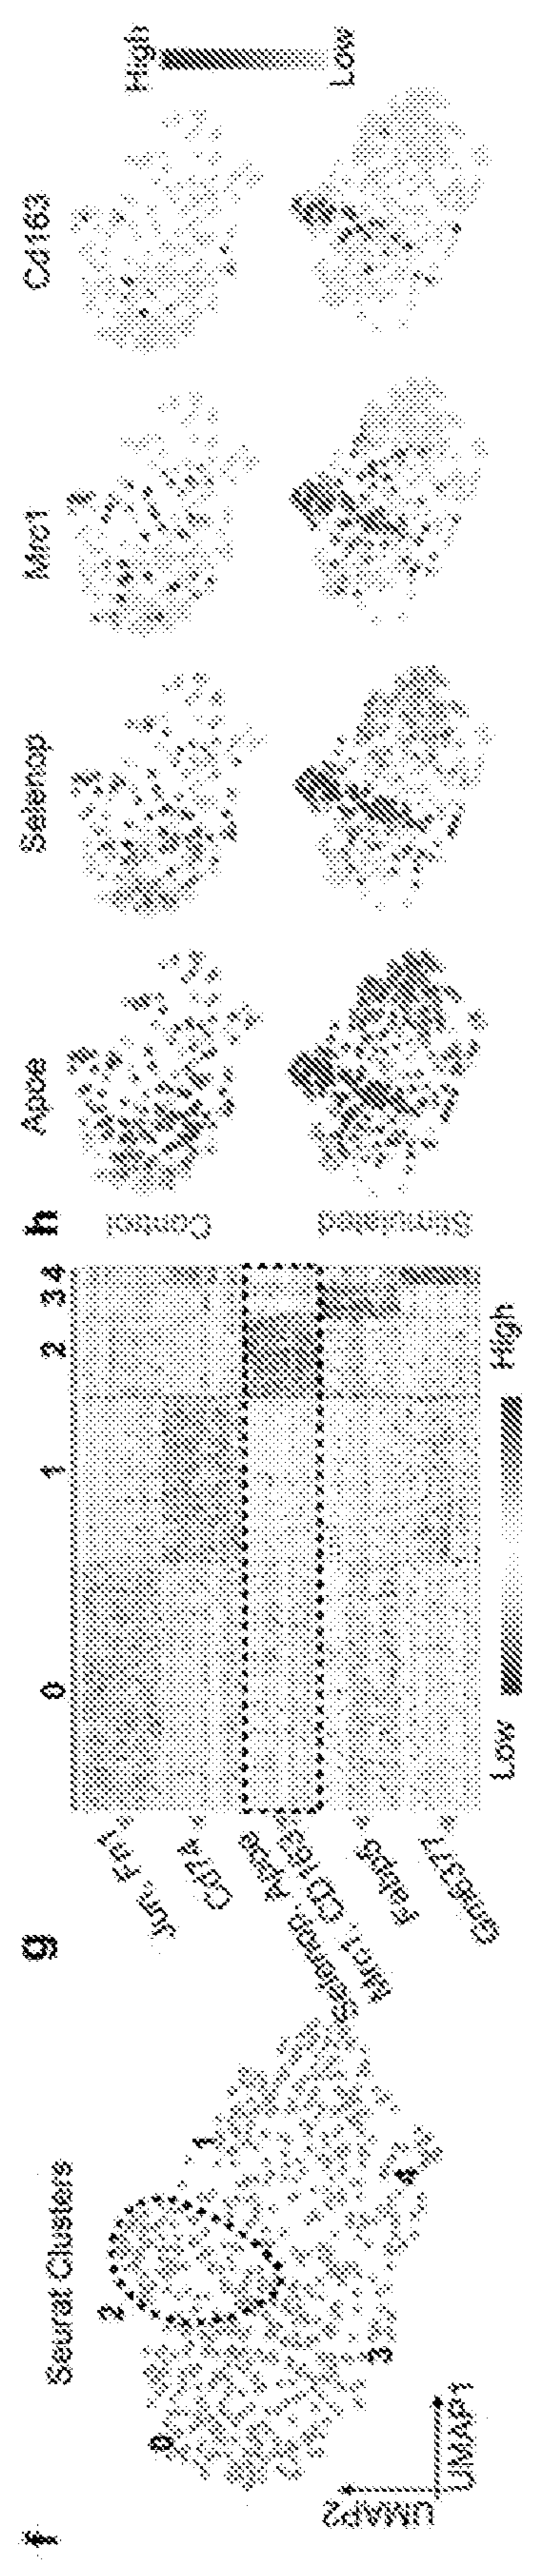 f
Seurat Clusters
0
2
1
3
4
UMAP2
UMAP1
g
0
1
2
3 4
Jun, Fn1
Cd74
Selenop, Apoe
Mrc1, CD163
Fabp5
Gm6377
Low
High
h
Apoe
Selenop
Mrc1
Cd163
Control
Stimulated
High
Low